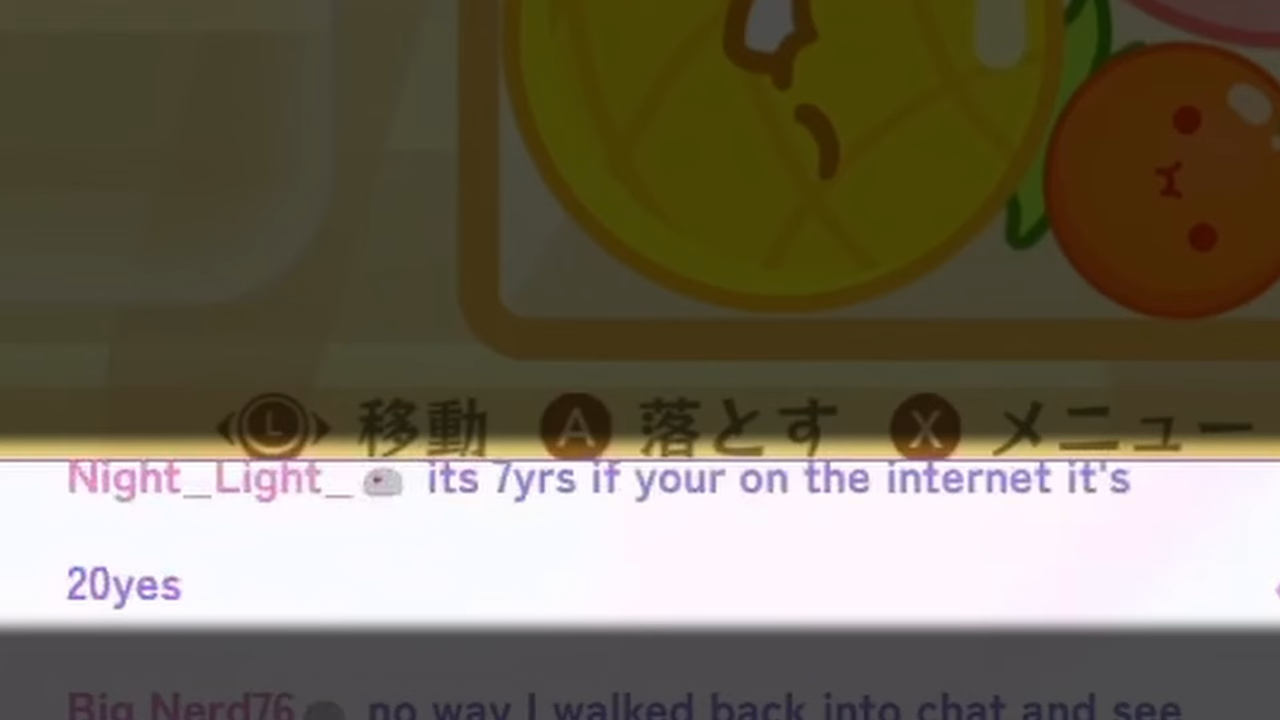 L 移動 A 落とす X メニュー
Night_Light_ its 7yrs if your on the internet it's
20yes
Big Nerd76 no way I walked back into chat and see